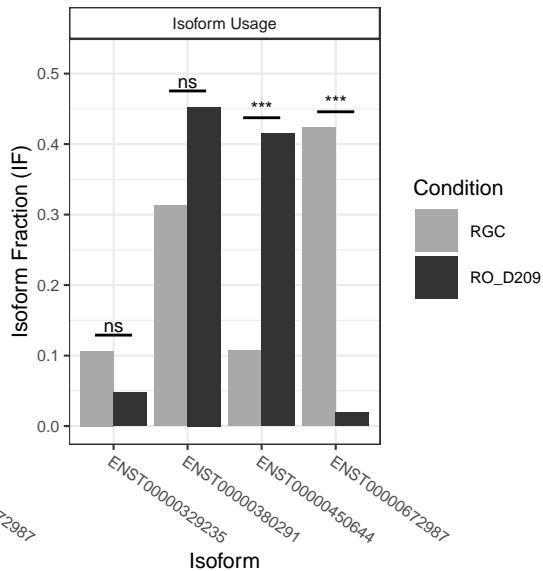 Isoform Usage
0.5
0.4
0.3
0.2
0.1
0.0
Isoform Fraction (IF)
ns
ns
***
***
ENST00000329235
ENST00000380291
ENST00000450644
ENST00000672987
72987
Isoform
Condition
RGC
RO_D209